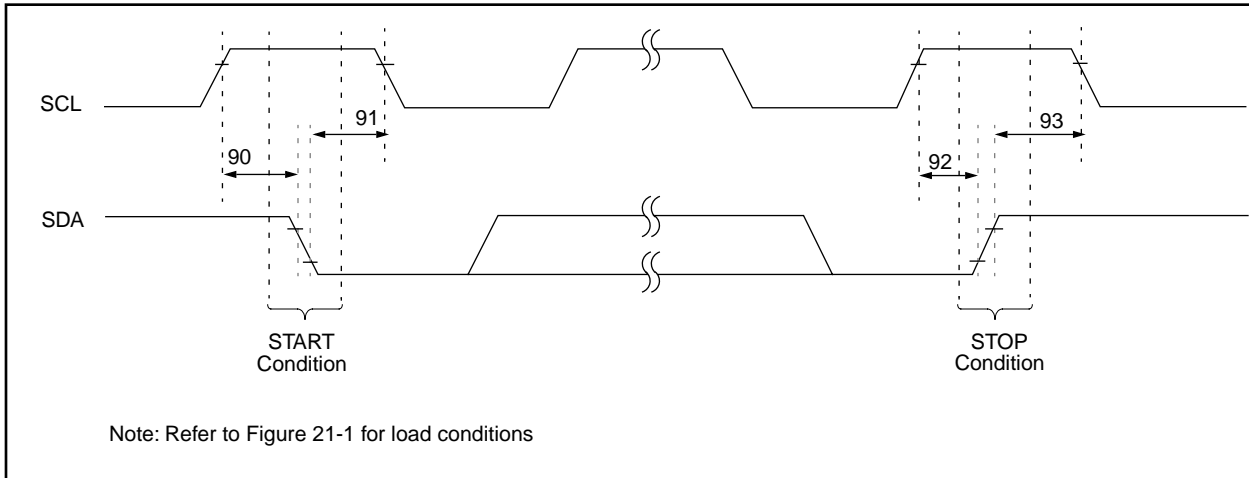 SCL
91
93
90
92
SDA
START
Condition
STOP
Condition
Note: Refer to Figure 21-1 for load conditions